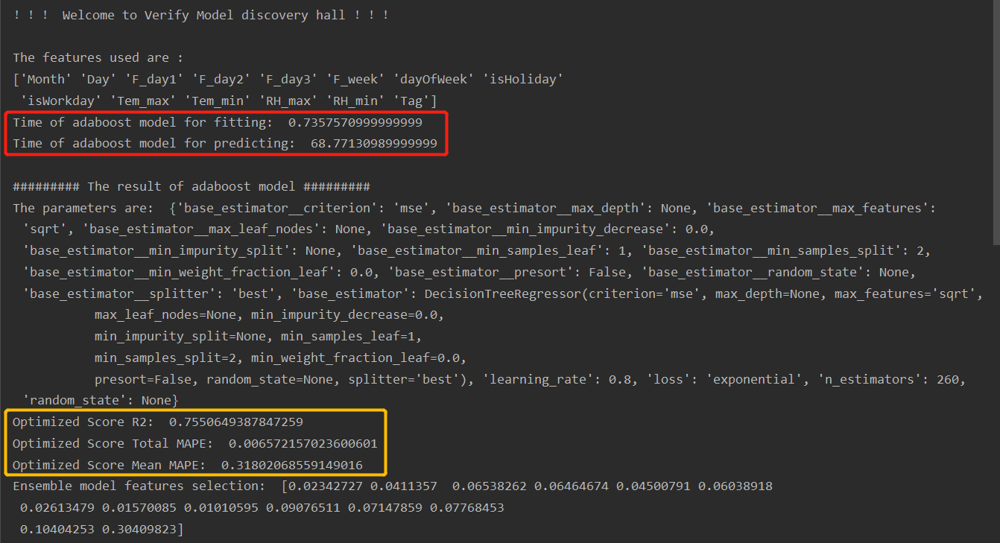 ! ! !  Welcome to Verify Model discovery hall ! ! !
The features used are :
['Month' 'Day' 'F_day1' 'F_day2' 'F_day3' 'F_week' 'dayOfWeek' 'isHoliday'
 'isWorkday' 'Tem_max' 'Tem_min' 'RH_max' 'RH_min' 'Tag']
Time of adaboost model for fitting:  0.7357570999999999
Time of adaboost model for predicting:  68.77130989999999
######### The result of adaboost model #########
The parameters are:  {'base_estimator__criterion': 'mse', 'base_estimator__max_depth': None, 'base_estimator__max_features':
 'sqrt', 'base_estimator__max_leaf_nodes': None, 'base_estimator__min_impurity_decrease': 0.0,
 'base_estimator__min_impurity_split': None, 'base_estimator__min_samples_leaf': 1, 'base_estimator__min_samples_split': 2,
 'base_estimator__min_weight_fraction_leaf': 0.0, 'base_estimator__presort': False, 'base_estimator__random_state': None,
 'base_estimator__splitter': 'best', 'base_estimator': DecisionTreeRegressor(criterion='mse', max_depth=None, max_features='sqrt',
           max_leaf_nodes=None, min_impurity_decrease=0.0,
           min_impurity_split=None, min_samples_leaf=1,
           min_samples_split=2, min_weight_fraction_leaf=0.0,
           presort=False, random_state=None, splitter='best'), 'learning_rate': 0.8, 'loss': 'exponential', 'n_estimators': 260,
 'random_state': None}
Optimized Score R2:  0.7550649387847259
Optimized Score Total MAPE:  0.006572157023600601
Optimized Score Mean MAPE:  0.31802068559149016
Ensemble model features selection:  [0.02342727 0.0411357  0.06538262 0.06464674 0.04500791 0.06038918
 0.02613479 0.01570085 0.01010595 0.09076511 0.07147859 0.07768453
 0.10404253 0.30409823]